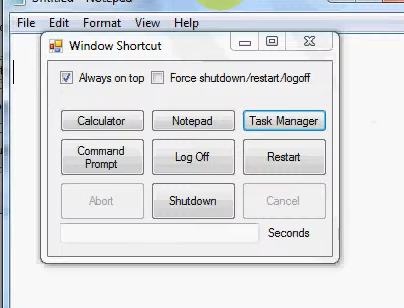 Untitled - Notepad
File Edit Format View Help
Window Shortcut
Always on top Force shutdown/restart/logoff
Calculator Notepad Task Manager
Command Prompt Log Off Restart
Abort Shutdown Cancel
Seconds